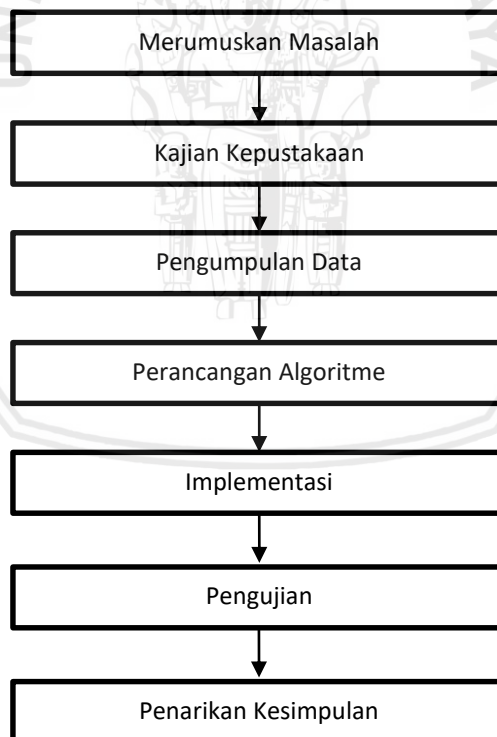 Merumuskan Masalah
Kajian Kepustakaan
Pengumpulan Data
Perancangan Algoritme
Implementasi
Pengujian
Penarikan Kesimpulan